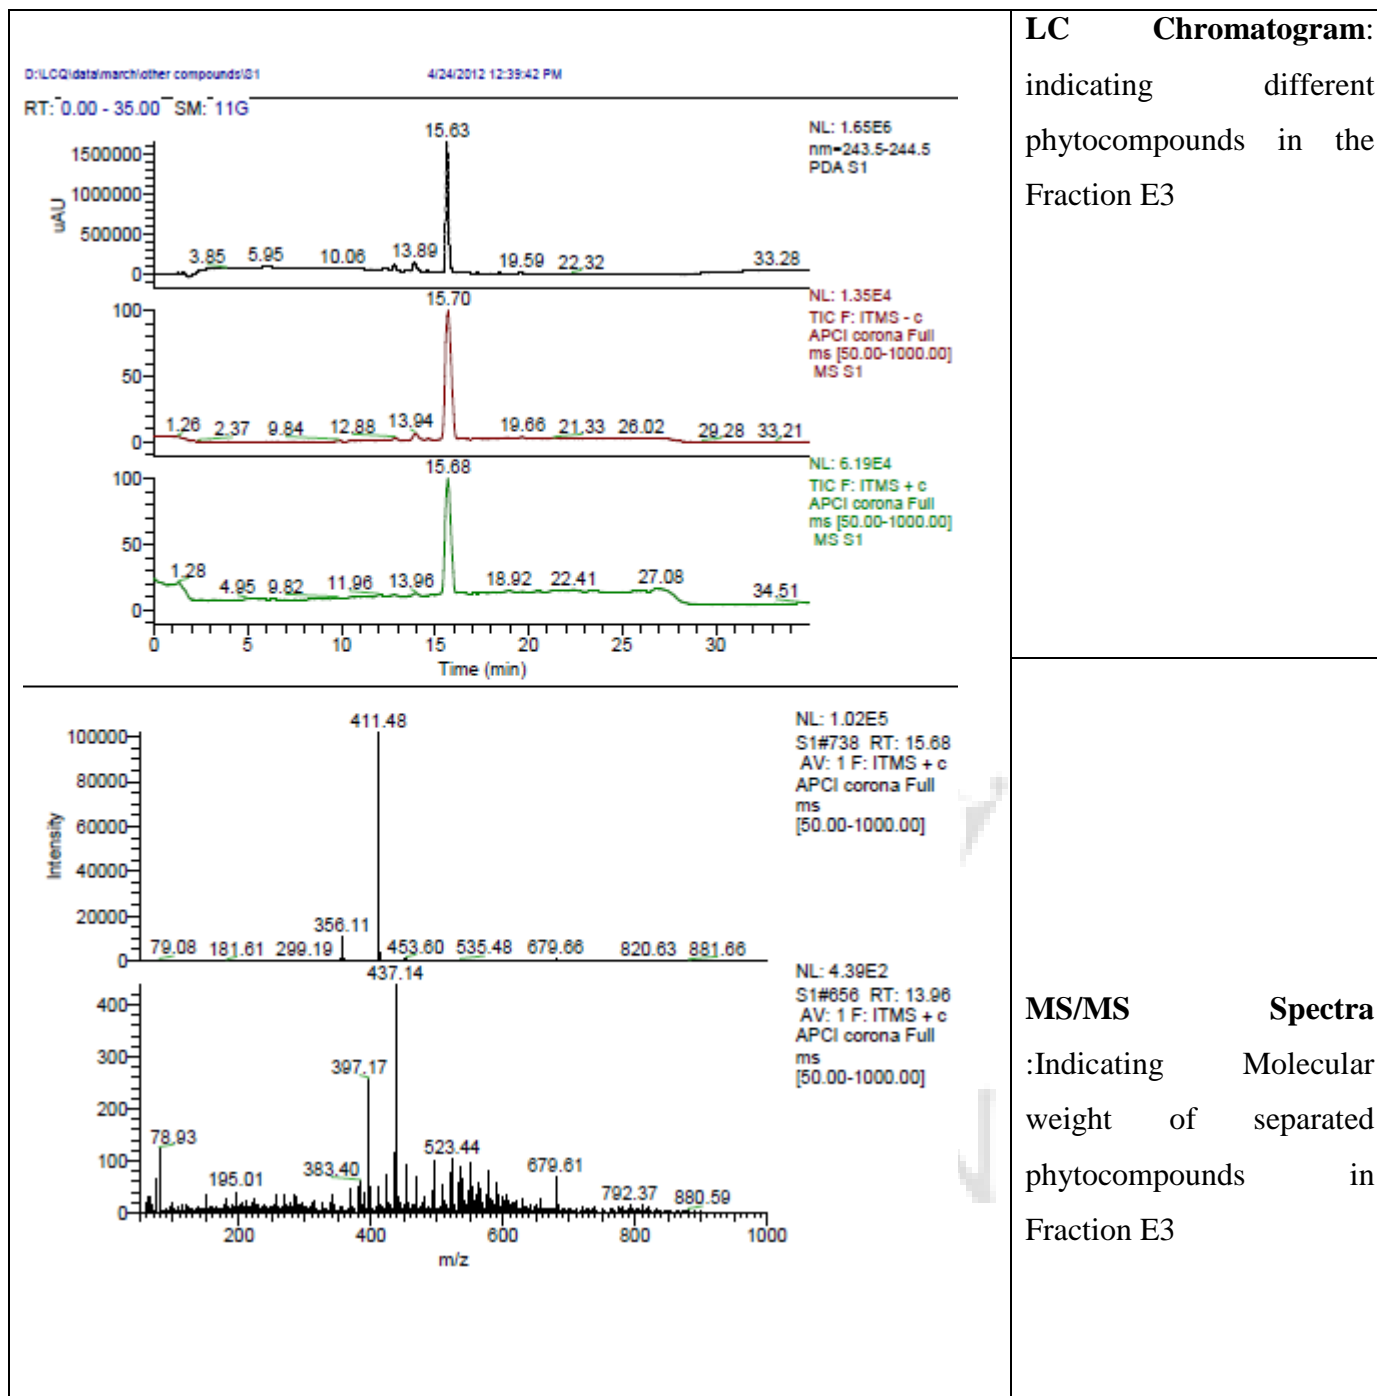 D:\LCQ\data\march\other compounds\S1 4/24/2012 12:39:42 PM
RT: 0.00 - 35.00 SM: 11G
15.63
NL: 1.65E6
nm=243.5-244.5
PDA S1
1500000
1000000
500000
0
uAU
3.85 5.95 10.06 13.89 19.59 22.32 33.28
15.70
NL: 1.35E4
TIC F: ITMS - c
APCI corona Full
ms [50.00-1000.00]
MS S1
100
50
0
1.26 2.37 9.84 12.88 13.94 19.66 21.33 26.02 29.28 33.21
15.68
NL: 6.19E4
TIC F: ITMS + c
APCI corona Full
ms [50.00-1000.00]
MS S1
100
50
0
1.28 4.95 9.82 11.96 13.96 18.92 22.41 27.08 34.51
0 5 10 15 20 25 30
Time (min)
LC Chromatogram:
indicating different
phytocompounds in the
Fraction E3
411.48
NL: 1.02E5
S1#738 RT: 15.68
AV: 1 F: ITMS + c
APCI corona Full
ms
[50.00-1000.00]
100000
80000
60000
40000
20000
0
Intensity
356.11
79.08 181.61 299.19 453.60 535.48 679.66 820.63 881.66
437.14
NL: 4.39E2
S1#656 RT: 13.96
AV: 1 F: ITMS + c
APCI corona Full
ms
[50.00-1000.00]
400
300
200
100
0
397.17
78.93
195.01 383.40 523.44 679.61 792.37 880.59
200 400 600 800 1000
m/z
MS/MS Spectra
:Indicating Molecular
weight of separated
phytocompounds in
Fraction E3